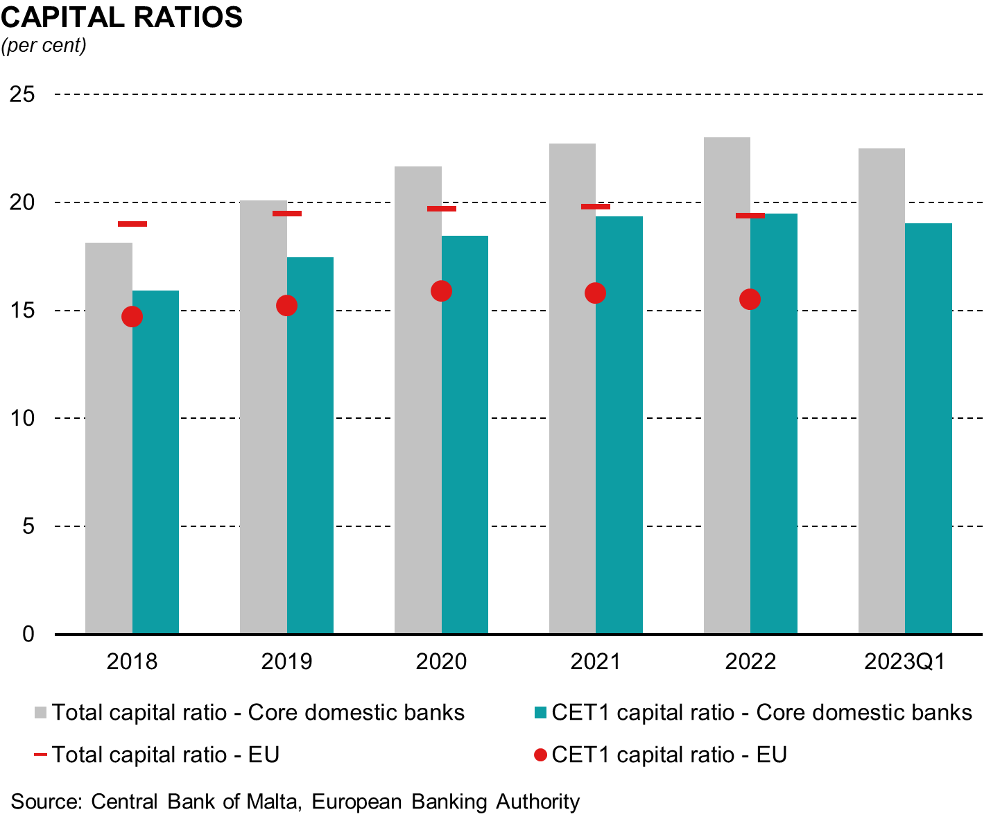 CAPITAL RATIOS
(per cent)
25
20
15
10
5
0
2018 2019 2020 2021 2022 2023Q1
Total capital ratio - Core domestic banks CET1 capital ratio - Core domestic banks
Total capital ratio - EU CET1 capital ratio - EU
Source: Central Bank of Malta, European Banking Authority